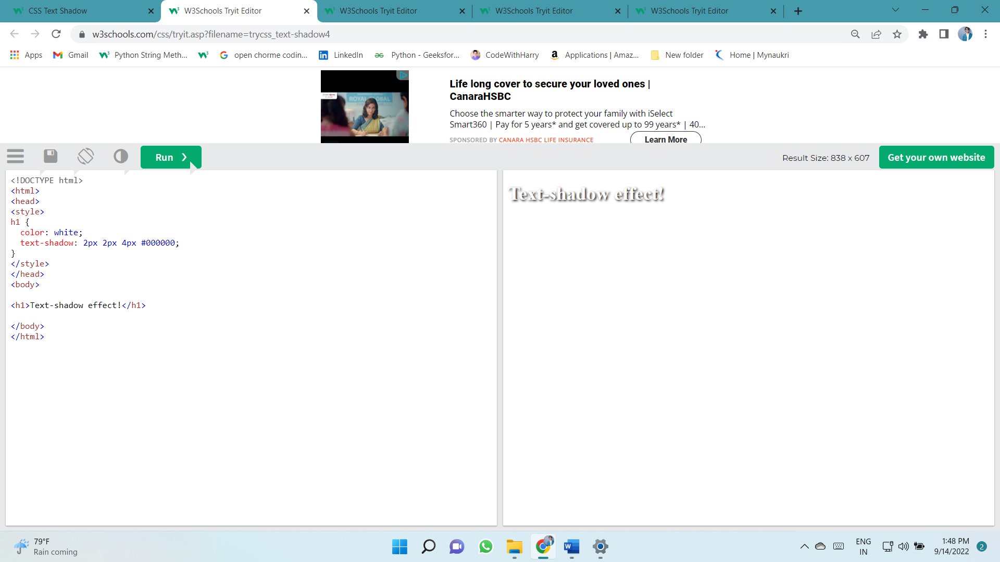 CSS Text Shadow
W3Schools Tryit Editor
W3Schools Tryit Editor
W3Schools Tryit Editor
W3Schools Tryit Editor
w3schools.com/css/tryit.asp?filename=trycss_text-shadow4
Apps
Gmail
Python String Meth...
open chorme codin...
LinkedIn
Python - Geeksfor...
CodeWithHarry
Applications | Amaz...
New folder
Home | Mynaukri
ROYAL GLOBAL
Life long cover to secure your loved ones |
CanaraHSBC
Choose the smarter way to protect your family with iSelect
Smart360 | Pay for 5 years* and get covered up to 99 years* | 40...
SPONSORED BY CANARA HSBC LIFE INSURANCE
Learn More
Run ❯
Result Size: 838 x 607
Get your own website
<!DOCTYPE html>
<html>
<head>
<style>
h1 {
  color: white;
  text-shadow: 2px 2px 4px #000000;
}
</style>
</head>
<body>
<h1>Text-shadow effect!</h1>
</body>
</html>
Text-shadow effect!
79°F
Rain coming
ENG
IN
1:48 PM
9/14/2022
2